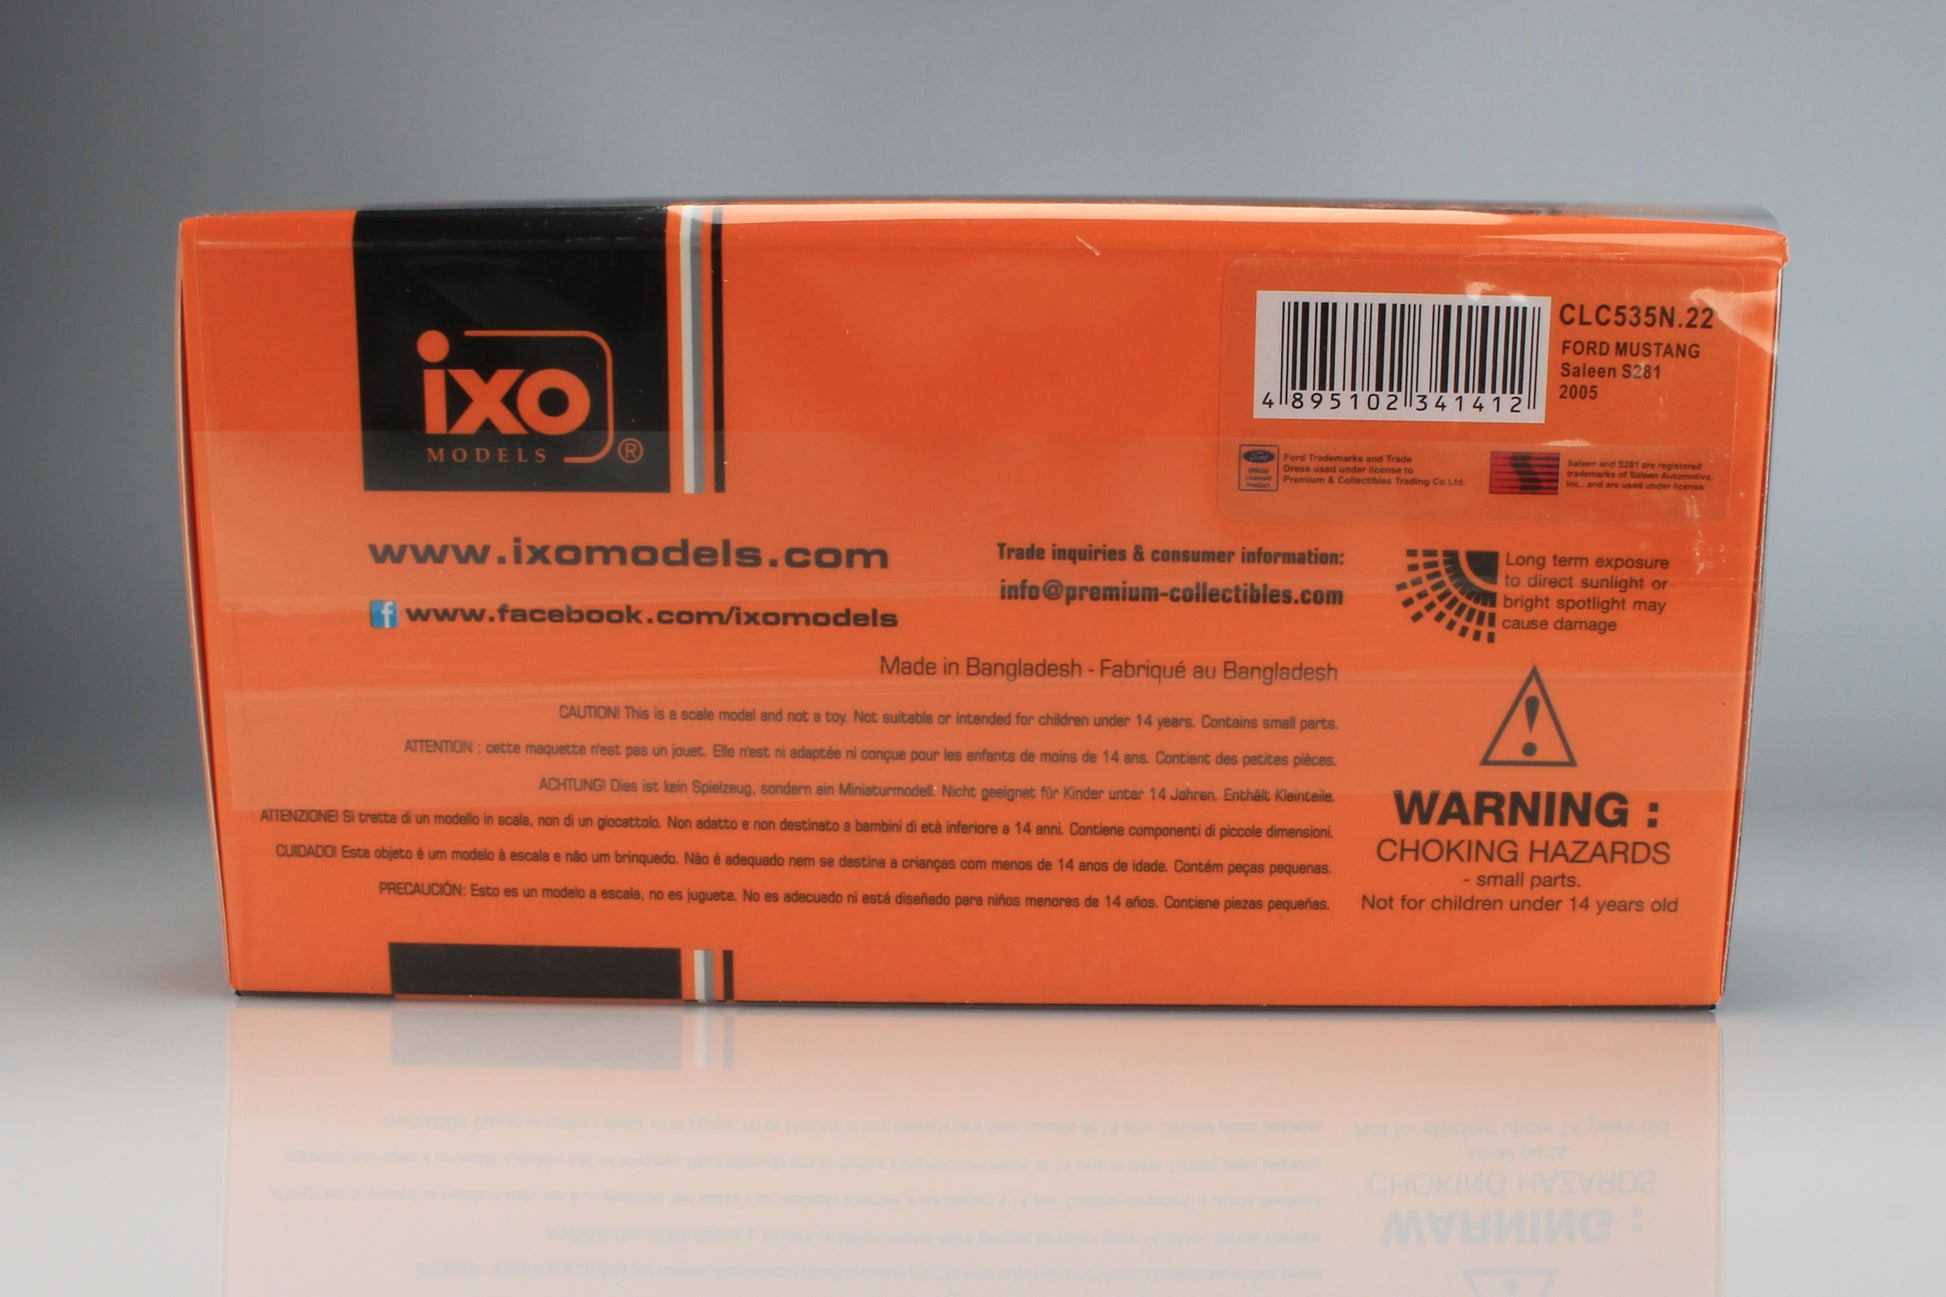 ixo
MODELS ®
CLC535N.22
FORD MUSTANG
Saleen S281
2005
4 895102 341412
Ford
Official
Licensed
Product
Ford Trademarks and Trade
Dress used under license to
Premium & Collectibles Trading Co Ltd.
Saleen and S281 are registered
trademarks of Saleen Automotive,
Inc., and are used under license
www.ixomodels.com
f www.facebook.com/ixomodels
Trade inquiries & consumer information:
info@premium-collectibles.com
Long term exposure
to direct sunlight or
bright spotlight may
cause damage
Made in Bangladesh - Fabriqué au Bangladesh
CAUTION! This is a scale model and not a toy. Not suitable or intended for children under 14 years. Contains small parts.
ATTENTION : cette maquette n'est pas un jouet. Elle n'est ni adaptée ni conçue pour les enfants de moins de 14 ans. Contient des petites pièces.
ACHTUNG! Dies ist kein Spielzeug, sondern ein Miniaturmodell. Nicht geeignet für Kinder unter 14 Jahren. Enthält Kleinteile.
ATTENZIONE! Si tratta di un modello in scala, non di un giocattolo. Non adatto e non destinato a bambini di età inferiore a 14 anni. Contiene componenti di piccole dimensioni.
CUIDADO! Este objeto é um modelo à escala e não um brinquedo. Não é adequado nem se destina a crianças com menos de 14 anos de idade. Contém peças pequenas.
PRECAUCIÓN: Esto es un modelo a escala, no es juguete. No es adecuado ni está diseñado para niños menores de 14 años. Contiene piezas pequeñas.
!
WARNING :
CHOKING HAZARDS
- small parts.
Not for children under 14 years old